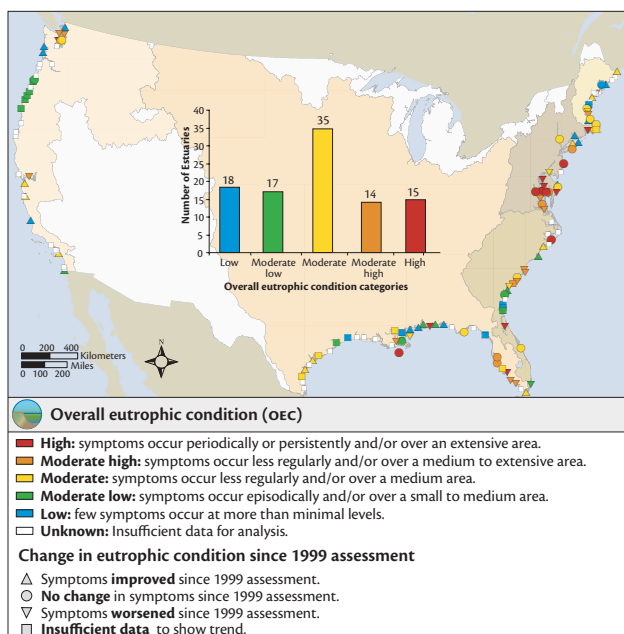 N
40
35
30
25
20
15
10
5
0
Number of Estuaries
18
17
35
14
15
Low
Moderate low
Moderate
Moderate high
High
Overall eutrophic condition categories
0 200 400
Kilometers
Miles
0 100 200
Overall eutrophic condition (OEC)
High: symptoms occur periodically or persistently and/or over an extensive area.
Moderate high: symptoms occur less regularly and/or over a medium to extensive area.
Moderate: symptoms occur less regularly and/or over a medium area.
Moderate low: symptoms occur episodically and/or over a small to medium area.
Low: few symptoms occur at more than minimal levels.
Unknown: Insufficient data for analysis.
Change in eutrophic condition since 1999 assessment
Symptoms improved since 1999 assessment.
No change in symptoms since 1999 assessment.
Symptoms worsened since 1999 assessment.
Insufficient data to show trend.